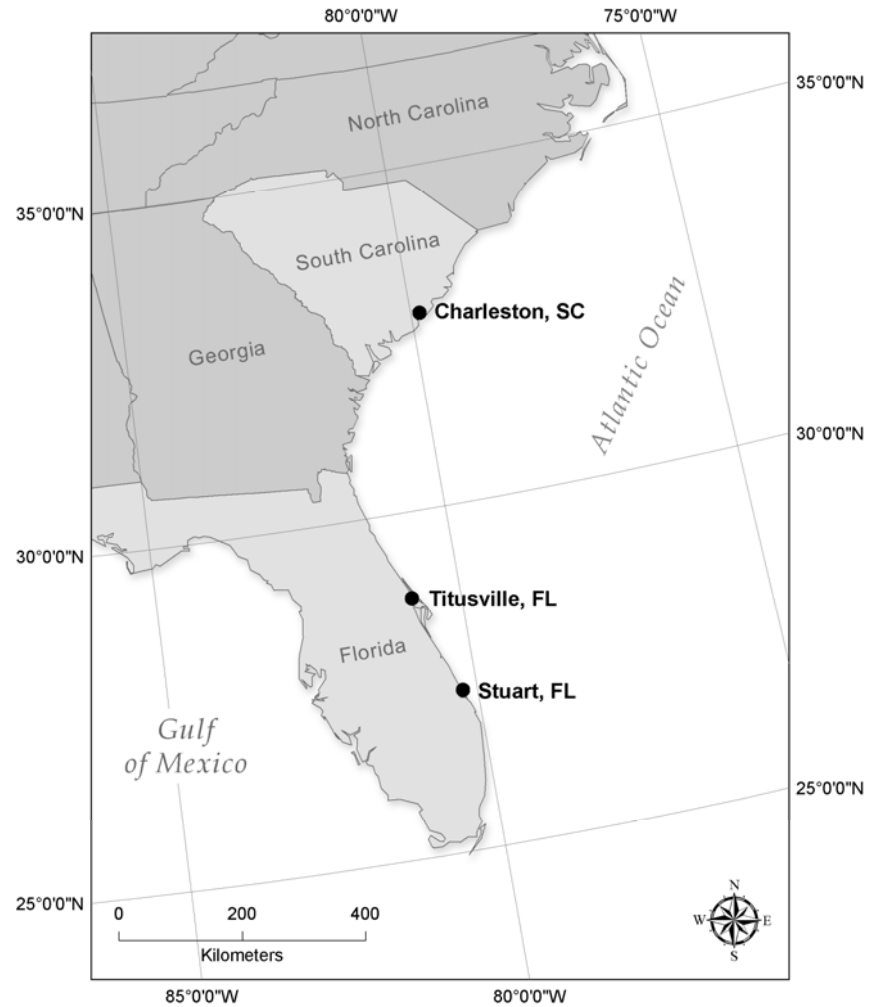 80°0'0"W
75°0'0"W
35°0'0"N
North Carolina
35°0'0"N
South Carolina
Charleston, SC
Georgia
Atlantic Ocean
30°0'0"N
30°0'0"N
Titusville, FL
Florida
Stuart, FL
Gulf
of Mexico
25°0'0"N
25°0'0"N
0
200
400
Kilometers
N
W
E
S
85°0'0"W
80°0'0"W